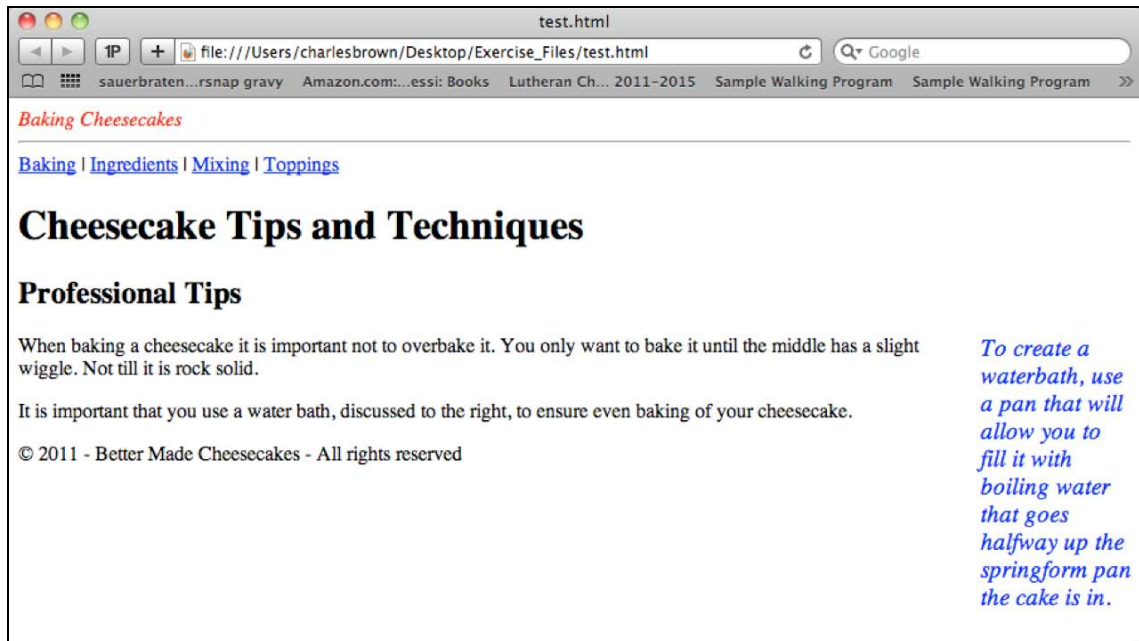 test.html
1P
+
file:///Users/charlesbrown/Desktop/Exercise_Files/test.html
Google
sauerbraten...rsnap gravy Amazon.com:...essi: Books Lutheran Ch... 2011-2015 Sample Walking Program Sample Walking Program »
Baking Cheesecakes
Baking | Ingredients | Mixing | Toppings
Cheesecake Tips and Techniques
Professional Tips
When baking a cheesecake it is important not to overbake it. You only want to bake it until the middle has a slight
wiggle. Not till it is rock solid.
It is important that you use a water bath, discussed to the right, to ensure even baking of your cheesecake.
© 2011 - Better Made Cheesecakes - All rights reserved
To create a
waterbath, use
a pan that will
allow you to
fill it with
boiling water
that goes
halfway up the
springform pan
the cake is in.